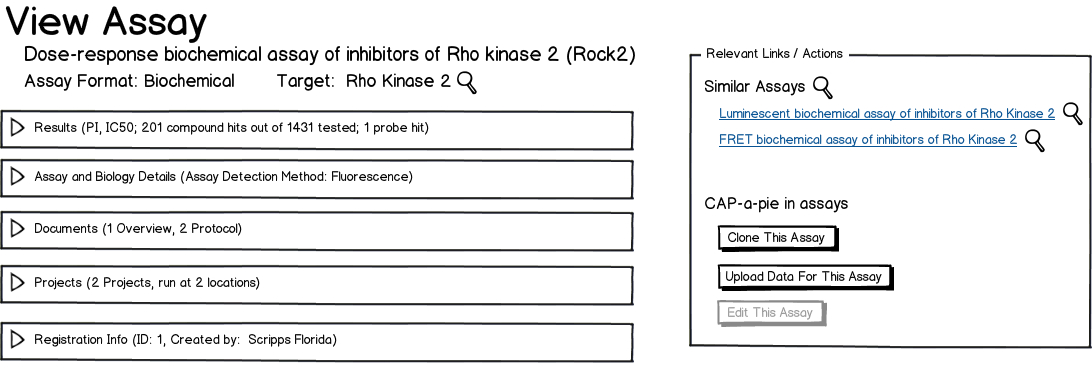 View Assay
Dose-response biochemical assay of inhibitors of Rho kinase 2 (Rock2)
Assay Format: Biochemical Target: Rho Kinase 2
Results (PI, IC50; 201 compound hits out of 1431 tested; 1 probe hit)
Assay and Biology Details (Assay Detection Method: Fluorescence)
Documents (1 Overview, 2 Protocol)
Projects (2 Projects, run at 2 locations)
Registration Info (ID: 1, Created by: Scripps Florida)
Relevant Links / Actions
Similar Assays
Luminescent biochemical assay of inhibitors of Rho Kinase 2
FRET biochemical assay of inhibitors of Rho Kinase 2
CAP-a-pie in assays
Clone This Assay
Upload Data For This Assay
Edit This Assay